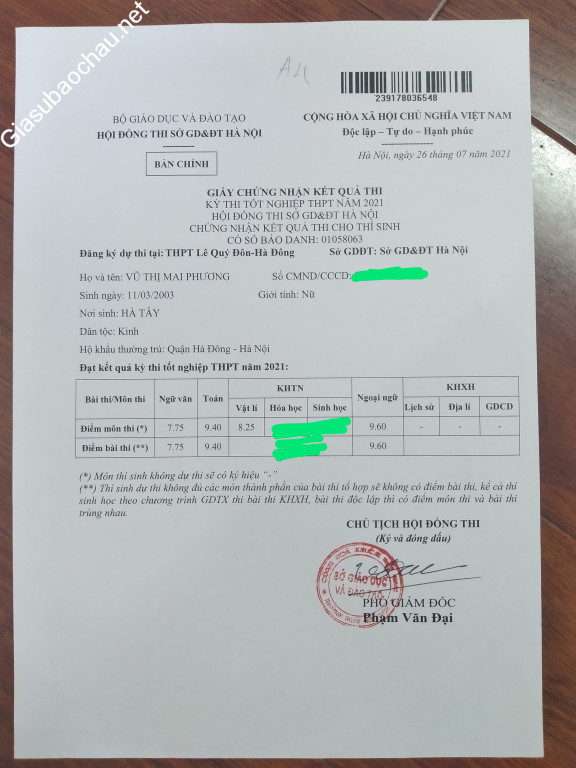 Giasubaochau.net
Au
239178036548
BỘ GIÁO DỤC VÀ ĐÀO TẠO
HỘI ĐỒNG THI SỞ GD&ĐT HÀ NỘI
BẢN CHÍNH
CỘNG HÒA XÃ HỘI CHỦ NGHĨA VIỆT NAM
Độc lập – Tự do – Hạnh phúc
Hà Nội, ngày 26 tháng 07 năm 2021
GIẤY CHỨNG NHẬN KẾT QUẢ THI
KỲ THI TỐT NGHIỆP THPT NĂM 2021
HỘI ĐỒNG THI SỞ GD&ĐT HÀ NỘI
CHỨNG NHẬN KẾT QUẢ THI CHO THÍ SINH
CÓ SỐ BÁO DANH: 01058063
Đăng ký dự thi tại: THPT Lê Quý Đôn-Hà Đông Sở GDĐT: Sở GD&ĐT Hà Nội
Họ và tên: VŨ THỊ MAI PHƯƠNG Số CMND/CCCD:
Sinh ngày: 11/03/2003 Giới tính: Nữ
Nơi sinh: HÀ TÂY
Dân tộc: Kinh
Hộ khẩu thường trú: Quận Hà Đông - Hà Nội
Đạt kết quả kỳ thi tốt nghiệp THPT năm 2021:
Bài thi/Môn thi Ngữ văn Toán KHTN Ngoại ngữ KHXH
Vật lí Hóa học Sinh học Lịch sử Địa lí GDCD
Điểm môn thi (*) 7.75 9.40 8.25 9.60 - - -
Điểm bài thi (**) 7.75 9.40 9.60
(*) Môn thí sinh không dự thi sẽ có ký hiệu “-”
(**) Thí sinh dự thi không đủ các môn thành phần của bài thi tổ hợp sẽ không có điểm bài thi, kể cả thí
sinh học theo chương trình GDTX thi bài thi KHXH, bài thi độc lập thì có điểm môn thi và bài thi
trùng nhau.
CHỦ TỊCH HỘI ĐỒNG THI
(Ký và đóng dấu)
BỘ GIÁO DỤC
VÀ ĐÀO TẠO
PHÓ GIÁM ĐỐC
Phạm Văn Đại